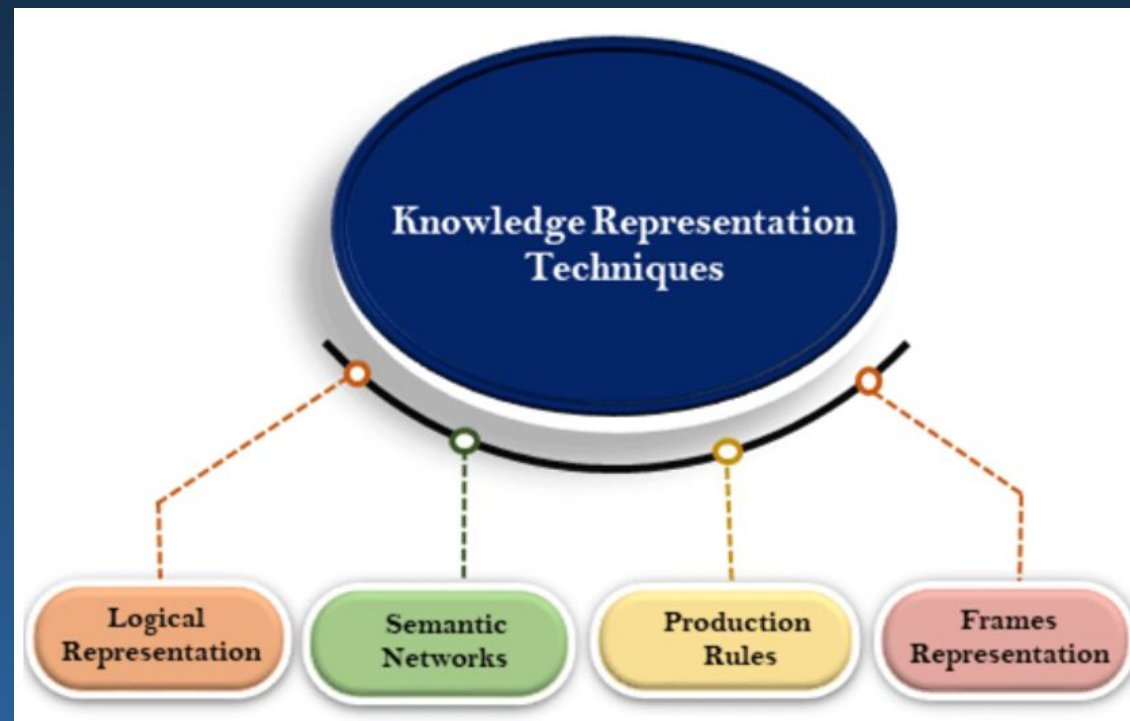 Knowledge Representation
Techniques
Logical
Representation
Semantic
Networks
Production
Rules
Frames
Representation